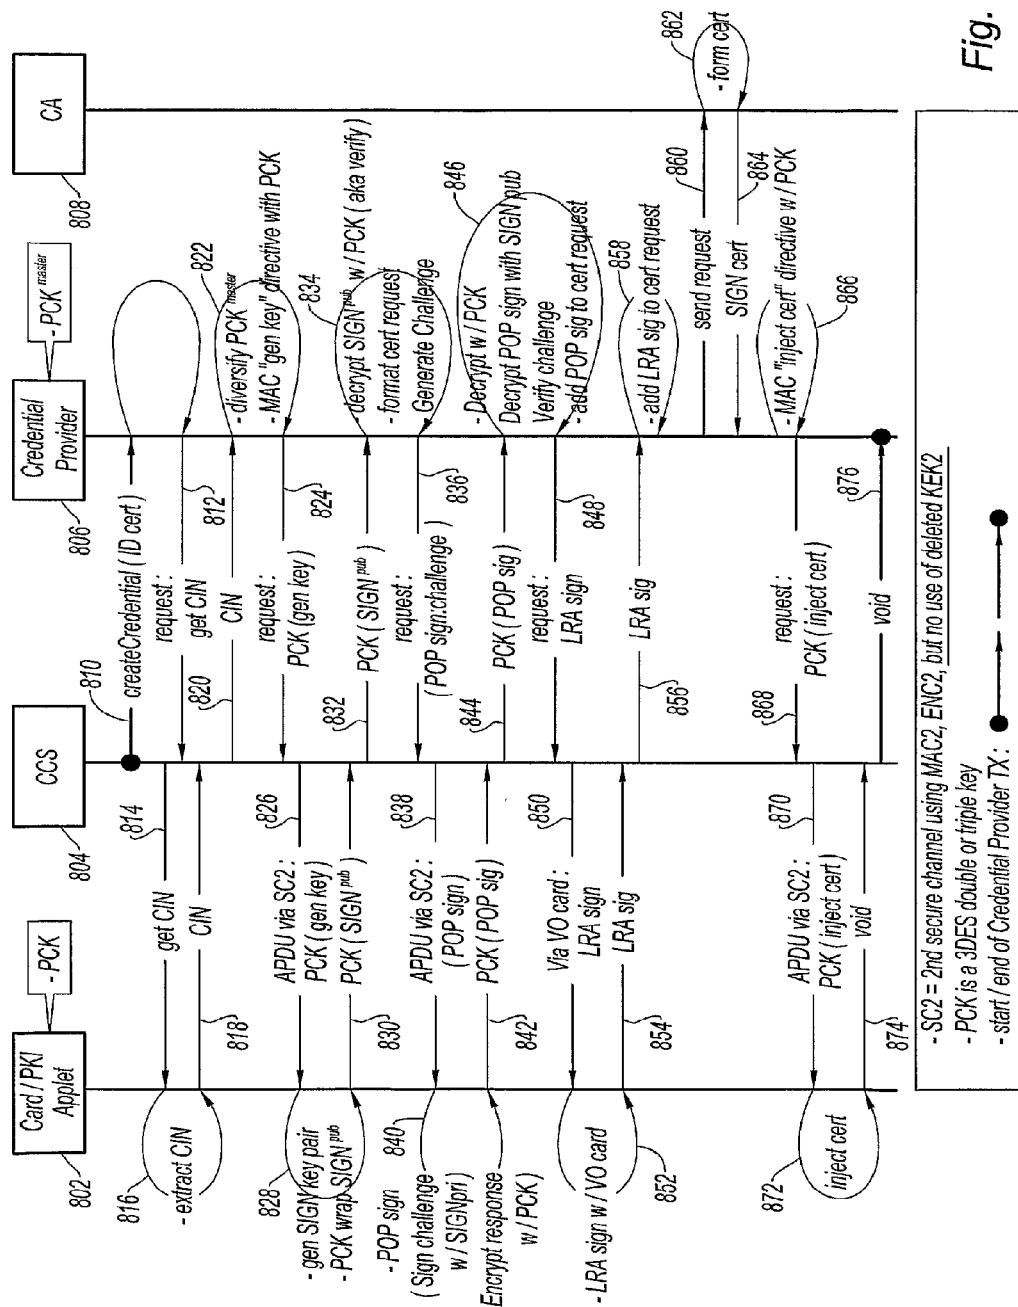 Card / PKI
Applet
802
- PCK
CCS
804
Credential
Provider
806
- PCK master
CA
808
810
createCredential ( ID cert )
request :
get CIN
812
814
get CIN
816
- extract CIN
818
CIN
820
CIN
822
- diversify PCK master
- MAC "gen key" directive with PCK
824
request :
PCK ( gen key )
826
APDU via SC2 :
PCK ( gen key )
828
- gen SIGN key pair
- PCK wrap SIGN pub
830
PCK ( SIGN pub )
832
PCK ( SIGN pub )
834
decrypt SIGN pub w / PCK ( aka verify )
- format cert request
Generate Challenge
836
request :
( POP sign:challenge )
838
APDU via SC2 :
( POP sign )
840
- POP sign
( Sign challenge
w / SIGNpri )
Encrypt response
w / PCK )
842
PCK ( POP sig )
844
PCK ( POP sig )
846
- Decrypt w / PCK
Decrypt POP sign with SIGN pub
Verify challenge
- add POP sig to cert request
848
request :
LRA sign
850
Via VO card :
LRA sign
852
- LRA sign w / VO card
854
LRA sig
856
LRA sig
858
- add LRA sig to cert request
860
send request
862
- form cert
864
SIGN cert
866
- MAC "inject cert" directive w / PCK
868
request :
PCK ( inject cert )
870
APDU via SC2 :
PCK ( inject cert )
872
inject cert
874
void
876
void
- SC2 = 2nd secure channel using MAC2, ENC2, but no use of deleted KEK2
- PCK is a 3DES double or triple key
- start / end of Credential Provider TX :
Fig.